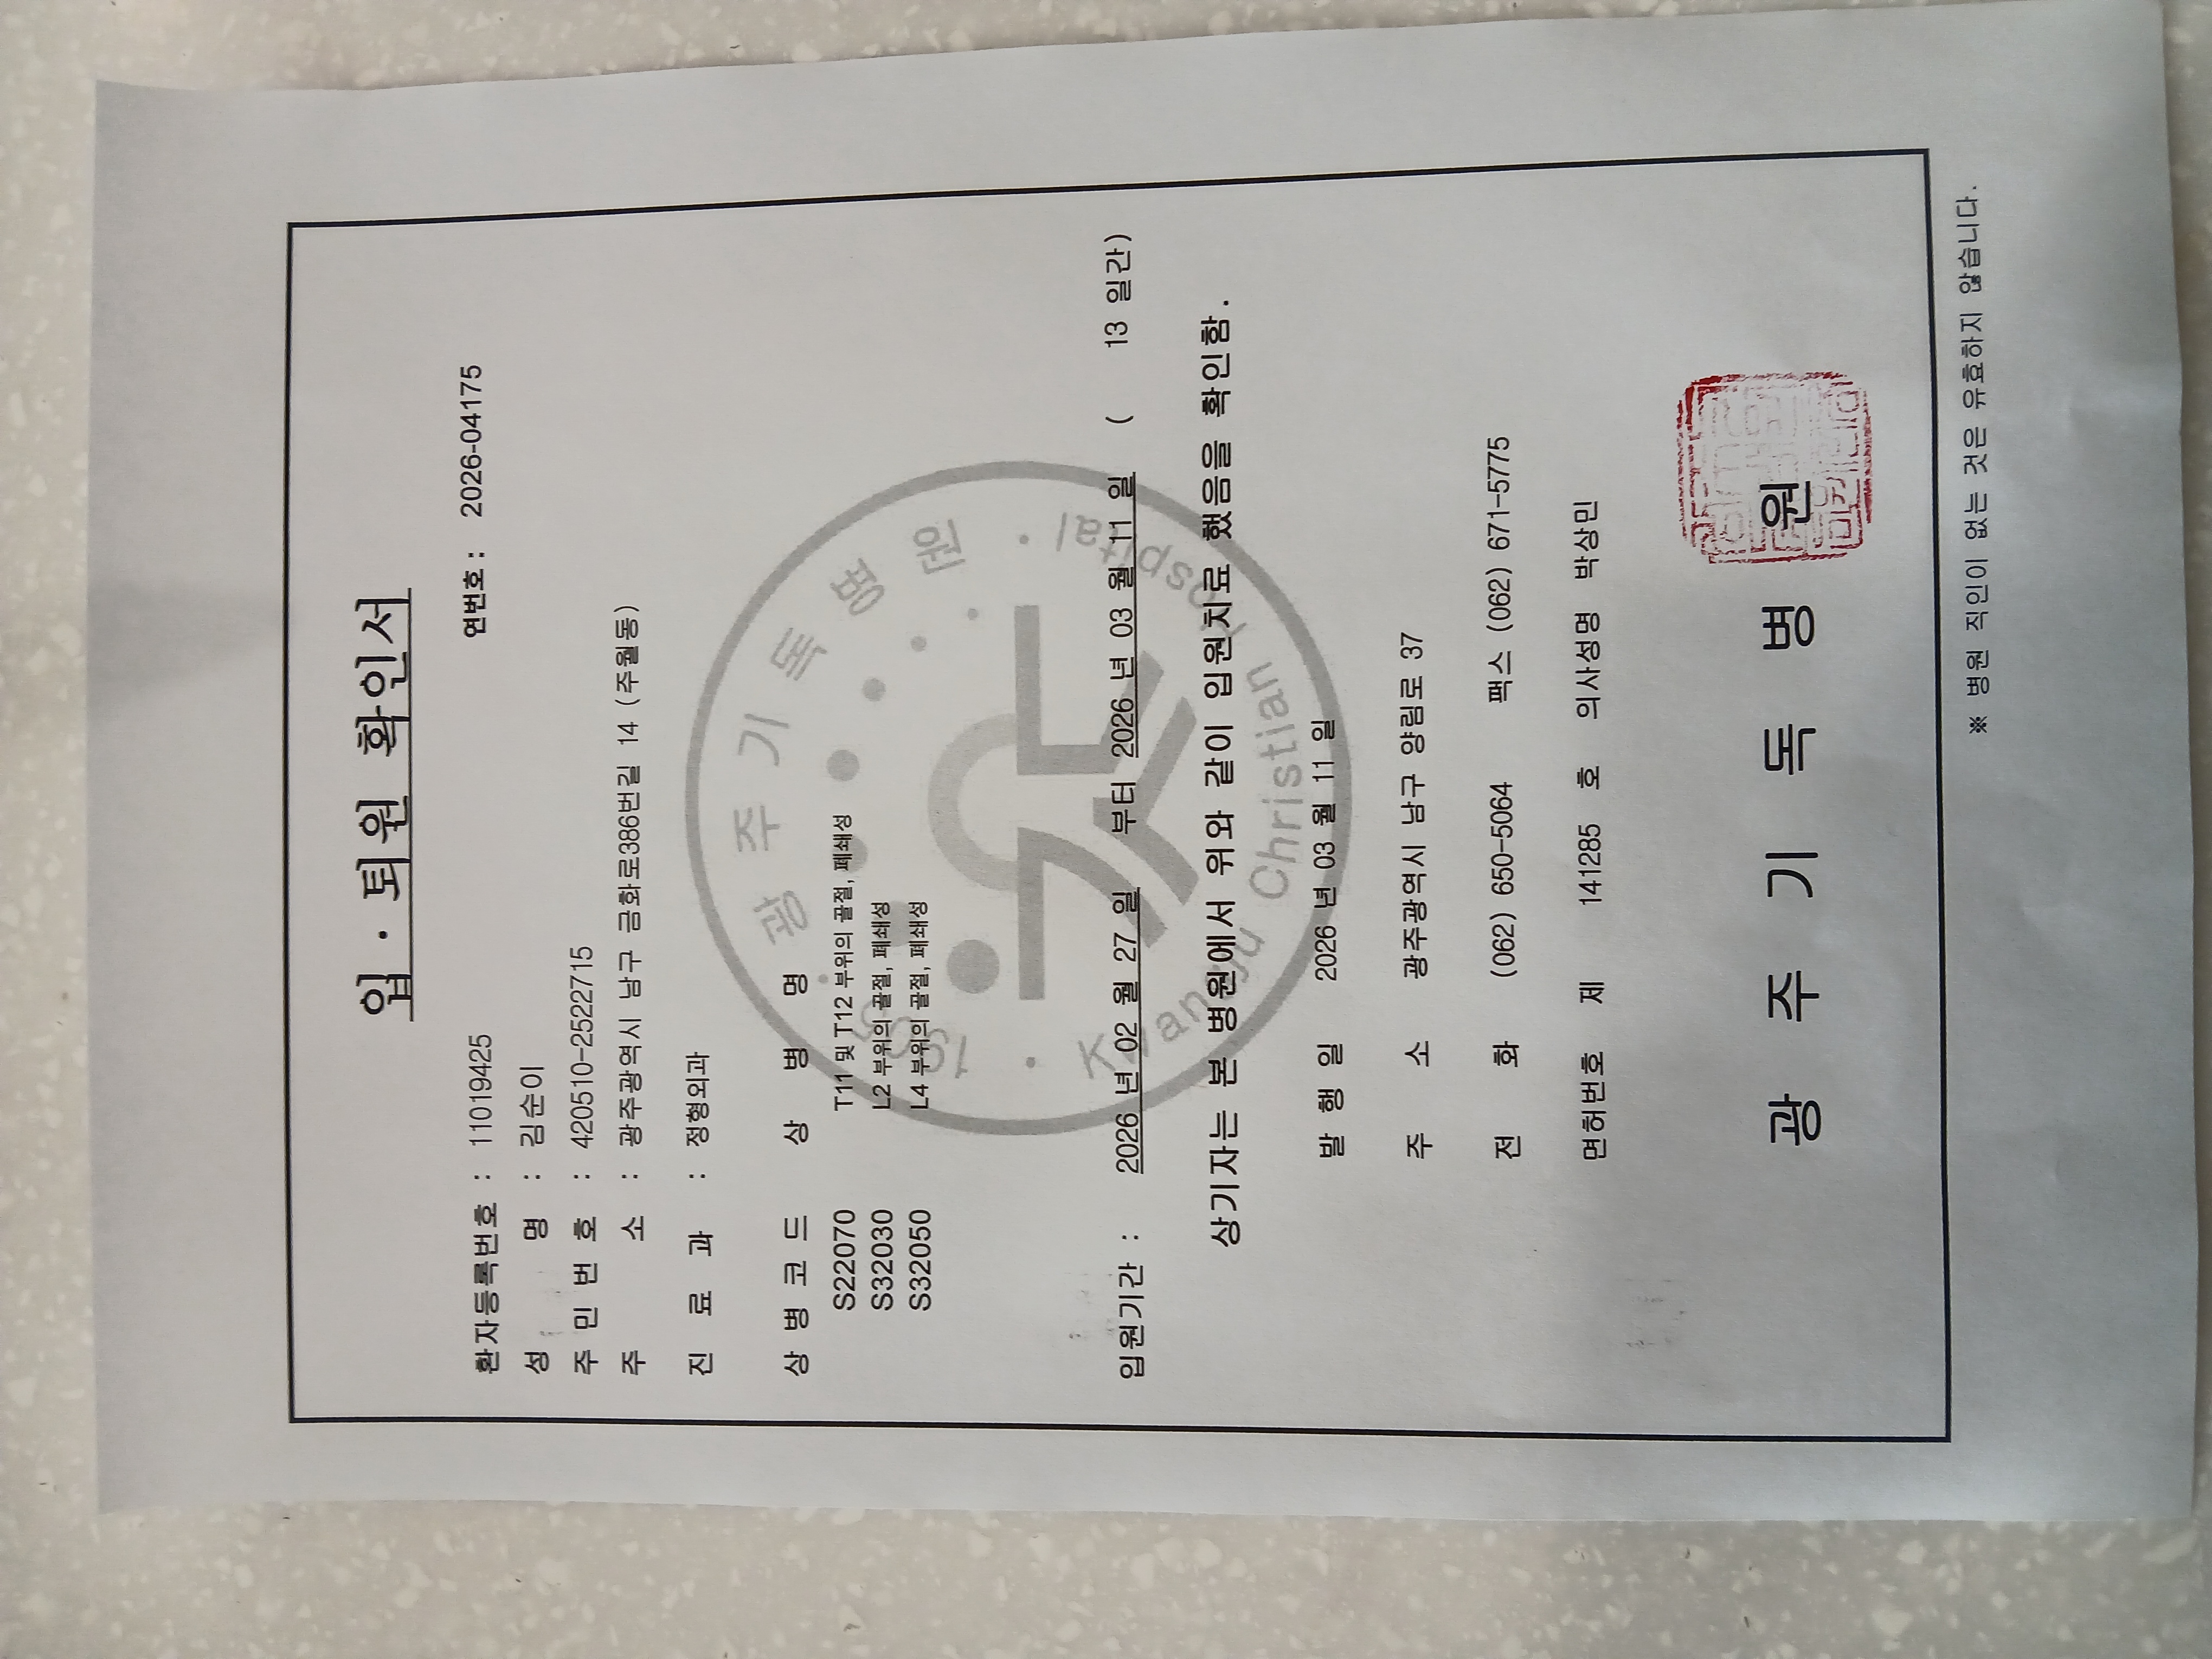 입·퇴원 확인서
연번호 : 2026-04175
환자등록번호 : 11019425
성 명 : 김순이
주 민 번 호 : 420510-2522715
주 소 : 광주광역시 남구 금화로386번길 14 (주월동)
진 료 과 : 정형외과
상 병 코 드 상 병 명
S22070 T11 및 T12 부위의 골절, 폐쇄성
S32030 L2 부위의 골절, 폐쇄성
S32050 L4 부위의 골절, 폐쇄성
입원기간 : 2026 년 02 월 27 일 부터 2026 년 03 월 11 일 ( 13 일간)
상기자는 본 병원에서 위와 같이 입원치료 했음을 확인함.
발 행 일 2026 년 03 월 11 일
주 소 광주광역시 남구 양림로 37
전 화 (062) 650-5064 팩스 (062) 671-5775
면허번호 제 141285 호 의사성명 박상민
광 주 기 독 병 원
※ 병원 직인이 없는 것은 유효하지 않습니다.
광주기독병원
Kwangju Christian Hospital